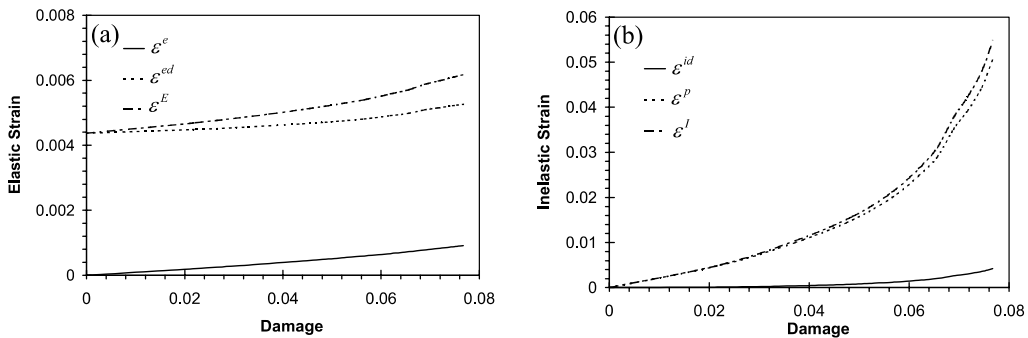 (a)
ε^e
ε^ed
ε^E
Elastic Strain
0.008
0.006
0.004
0.002
0
0 0.02 0.04 0.06 0.08
Damage
(b)
ε^id
ε^p
ε^I
Inelastic Strain
0.06
0.05
0.04
0.03
0.02
0.01
0
0 0.02 0.04 0.06 0.08
Damage